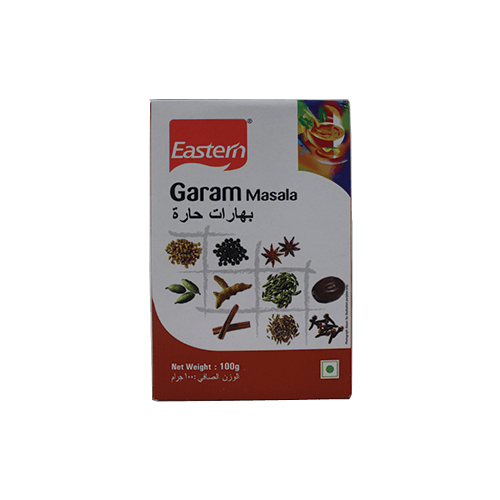 Eastern®
Garam Masala
بهارات حارة
Net Weight : 100g
الوزن الصافي: ١٠٠ جرام